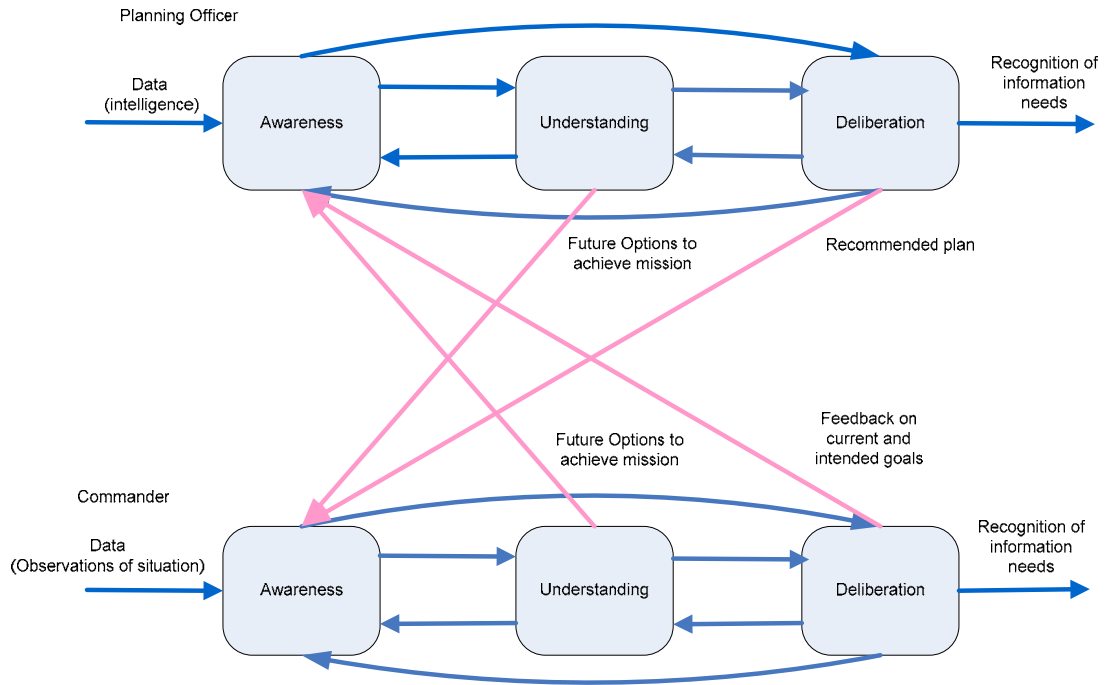 Planning Officer
Data
(intelligence)
Awareness
Understanding
Deliberation
Recognition of
information
needs
Future Options to
achieve mission
Recommended plan
Future Options to
achieve mission
Feedback on
current and
intended goals
Commander
Data
(Observations of situation)
Awareness
Understanding
Deliberation
Recognition of
information
needs